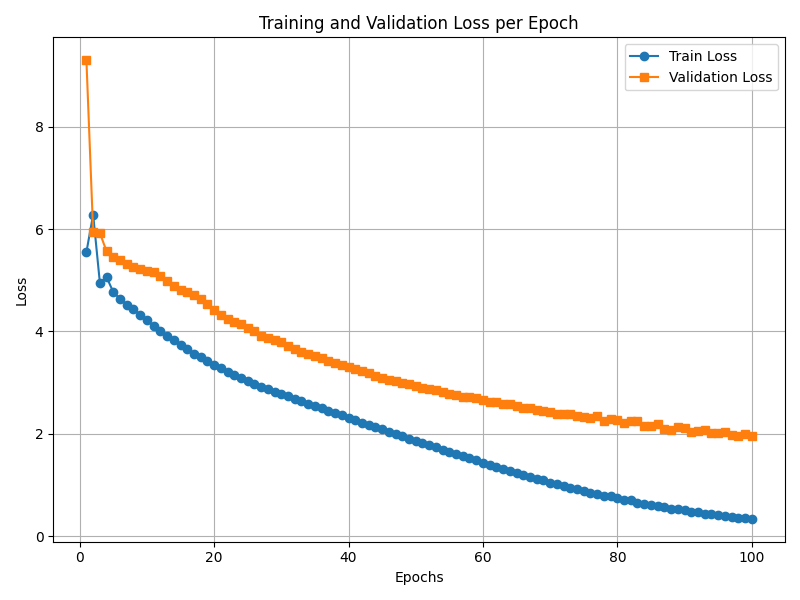 Training and Validation Loss per Epoch
Train Loss
Validation Loss
Loss
8
6
4
2
0
0 20 40 60 80 100
Epochs